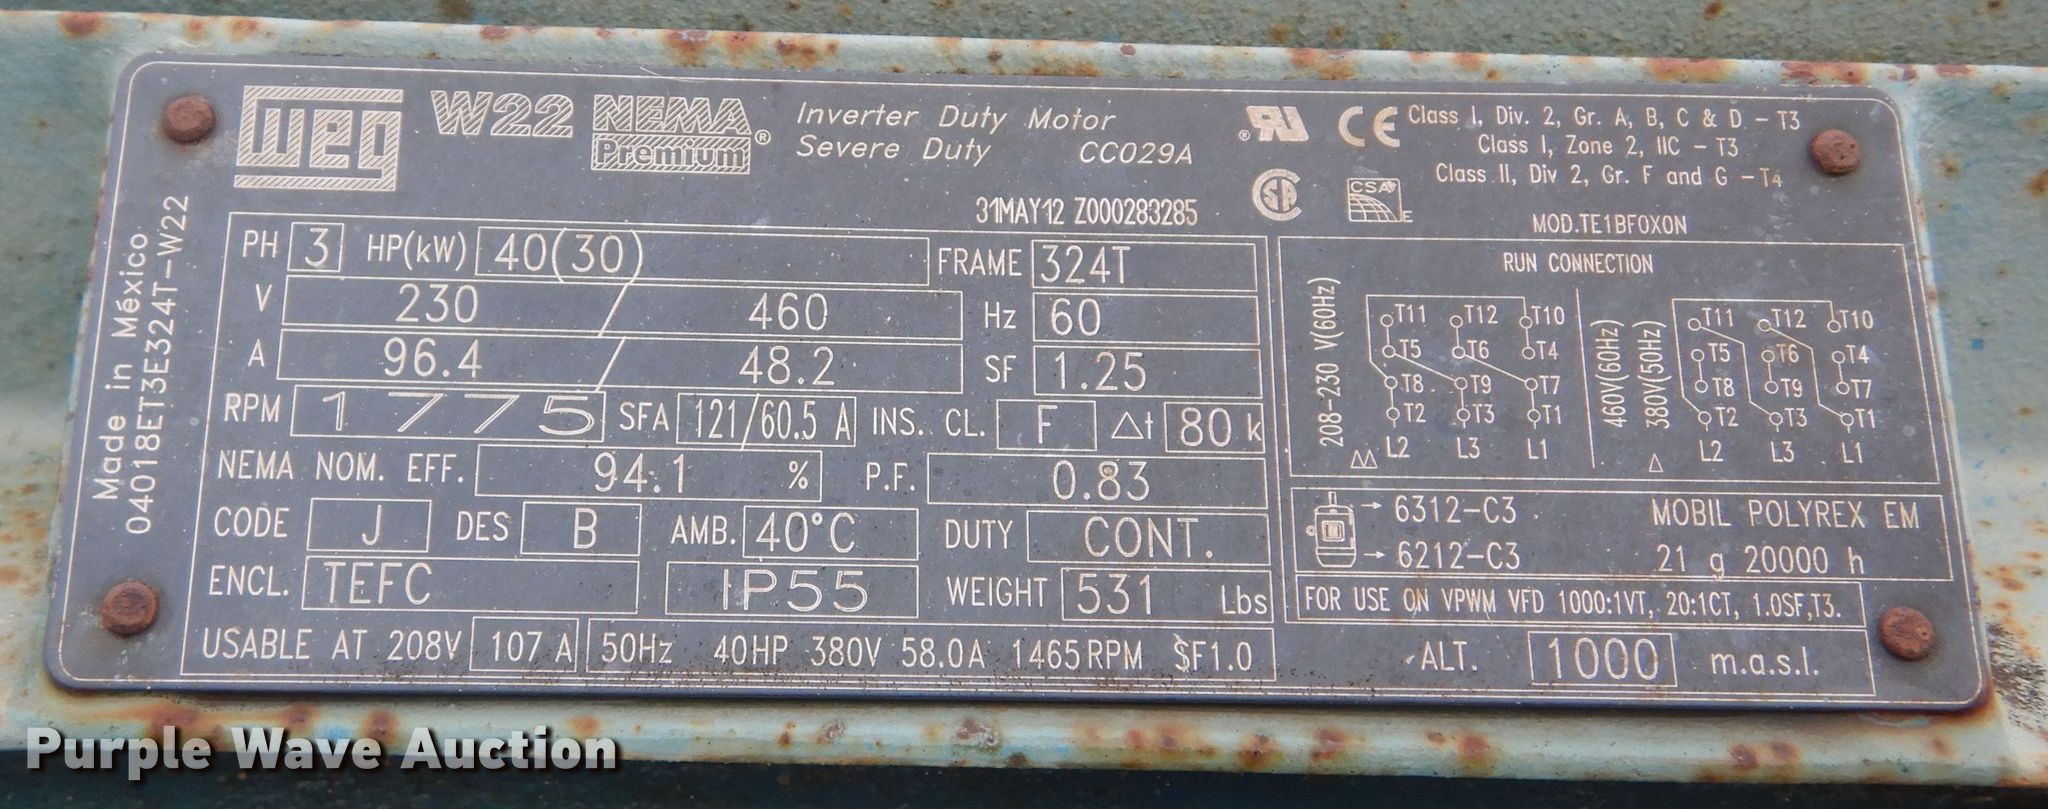 WEG W22 NEMA Premium ® Inverter Duty Motor
Severe Duty CC029A
® RU CE Class I, Div. 2, Gr. A, B, C & D - T3
Class I, Zone 2, IIC - T3
Class II, Div 2, Gr. F and G - T4
SA CSA E
31MAY12 Z000283285
MOD.TE1BF0X0N
Made in México
04018ET3E324T-W22
PH 3 HP(kW) 40(30) FRAME 324T
V 230 / 460 Hz 60
A 96.4 / 48.2 SF 1.25
RPM 1775 SFA 121/60.5 A INS. CL. F Δt 80 k
NEMA NOM. EFF. 94.1 % P.F. 0.83
CODE J DES B AMB. 40°C DUTY CONT.
ENCL. TEFC IP55 WEIGHT 531 Lbs
USABLE AT 208V 107 A 50Hz 40HP 380V 58.0A 1465RPM SF1.0
RUN CONNECTION
208-230 V(60Hz)
T11 T12 T10
T5 T6 T4
T8 T9 T7
T2 T3 T1
ΔΔ L2 L3 L1
460V(60Hz)
380V(50Hz)
T11 T12 T10
T5 T6 T4
T8 T9 T7
T2 T3 T1
Δ L2 L3 L1
→ 6312-C3 MOBIL POLYREX EM
→ 6212-C3 21 g 20000 h
FOR USE ON VPWM VFD 1000:1VT, 20:1CT, 1.0SF,T3.
ALT. 1000 m.a.s.l.
Purple Wave Auction